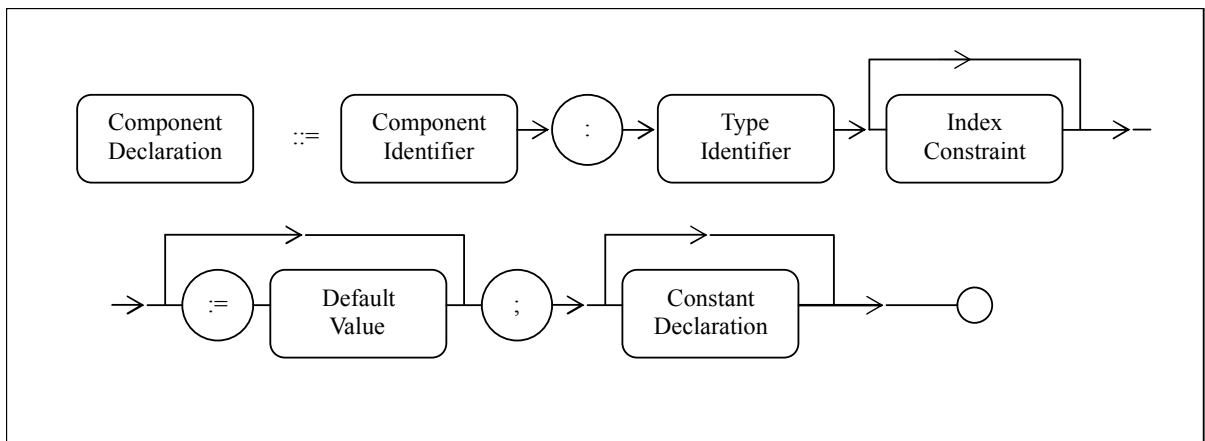 Component
Declaration
::=
Component
Identifier
:
Type
Identifier
Index
Constraint
:=
Default
Value
;
Constant
Declaration